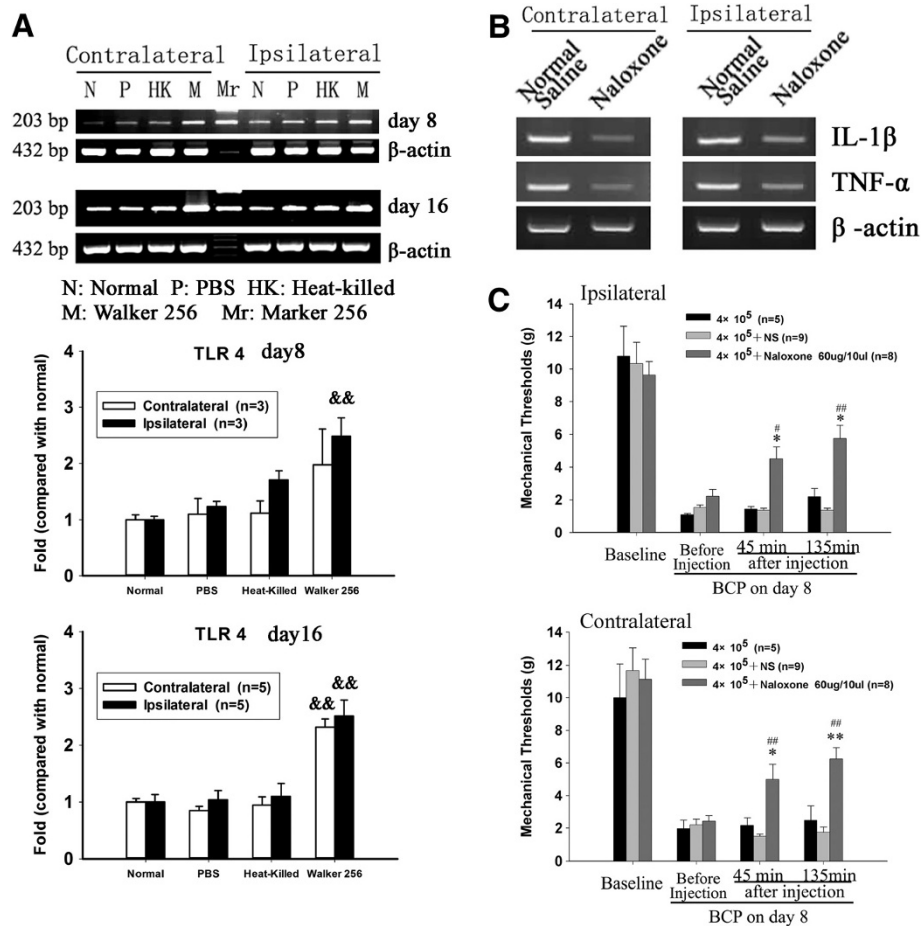 A
Contralateral Ipsilateral
N P HK M Mr N P HK M
203 bp day 8
432 bp β-actin
203 bp day 16
432 bp β-actin
N: Normal P: PBS HK: Heat-killed
M: Walker 256 Mr: Marker 256
TLR 4 day8
Contralateral (n=3)
Ipsilateral (n=3)
&&
Fold (compared with normal)
4
3
2
1
0
Normal PBS Heat-Killed Walker 256
TLR 4 day16
Contralateral (n=5)
Ipsilateral (n=5)
&& &&
Fold (compared with normal)
4
3
2
1
0
Normal PBS Heat-Killed Walker 256
B
Contralateral Ipsilateral
Normal Saline Naloxone Normal Saline Naloxone
IL-1β
TNF-α
β -actin
C
Ipsilateral
4× 10⁵ (n=5)
4× 10⁵+NS (n=9)
4× 10⁵+Naloxone 60ug/10ul (n=8)
Mechanical Thresholds (g)
14
12
10
8
6
4
2
0
# * ## *
Baseline Before Injection 45 min 135min
after injection
BCP on day 8
Contralateral
4× 10⁵ (n=5)
4× 10⁵+NS (n=9)
4× 10⁵+Naloxone 60ug/10ul (n=8)
Mechanical Thresholds (g)
14
12
10
8
6
4
2
0
## * ## **
Baseline Before Injection 45 min 135min
after injection
BCP on day 8